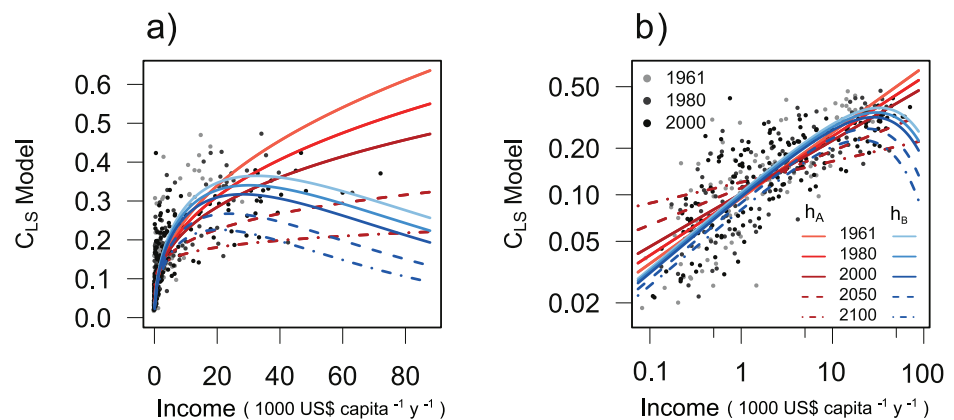 a)
C_LS Model
0.6
0.5
0.4
0.3
0.2
0.1
0.0
0 20 40 60 80
Income ( 1000 US$ capita ⁻¹ y ⁻¹ )
b)
C_LS Model
0.50
0.20
0.10
0.05
0.02
1961
1980
2000
h_A h_B
1961
1980
2000
2050
2100
0.1 1 10 100
Income ( 1000 US$ capita ⁻¹ y ⁻¹ )